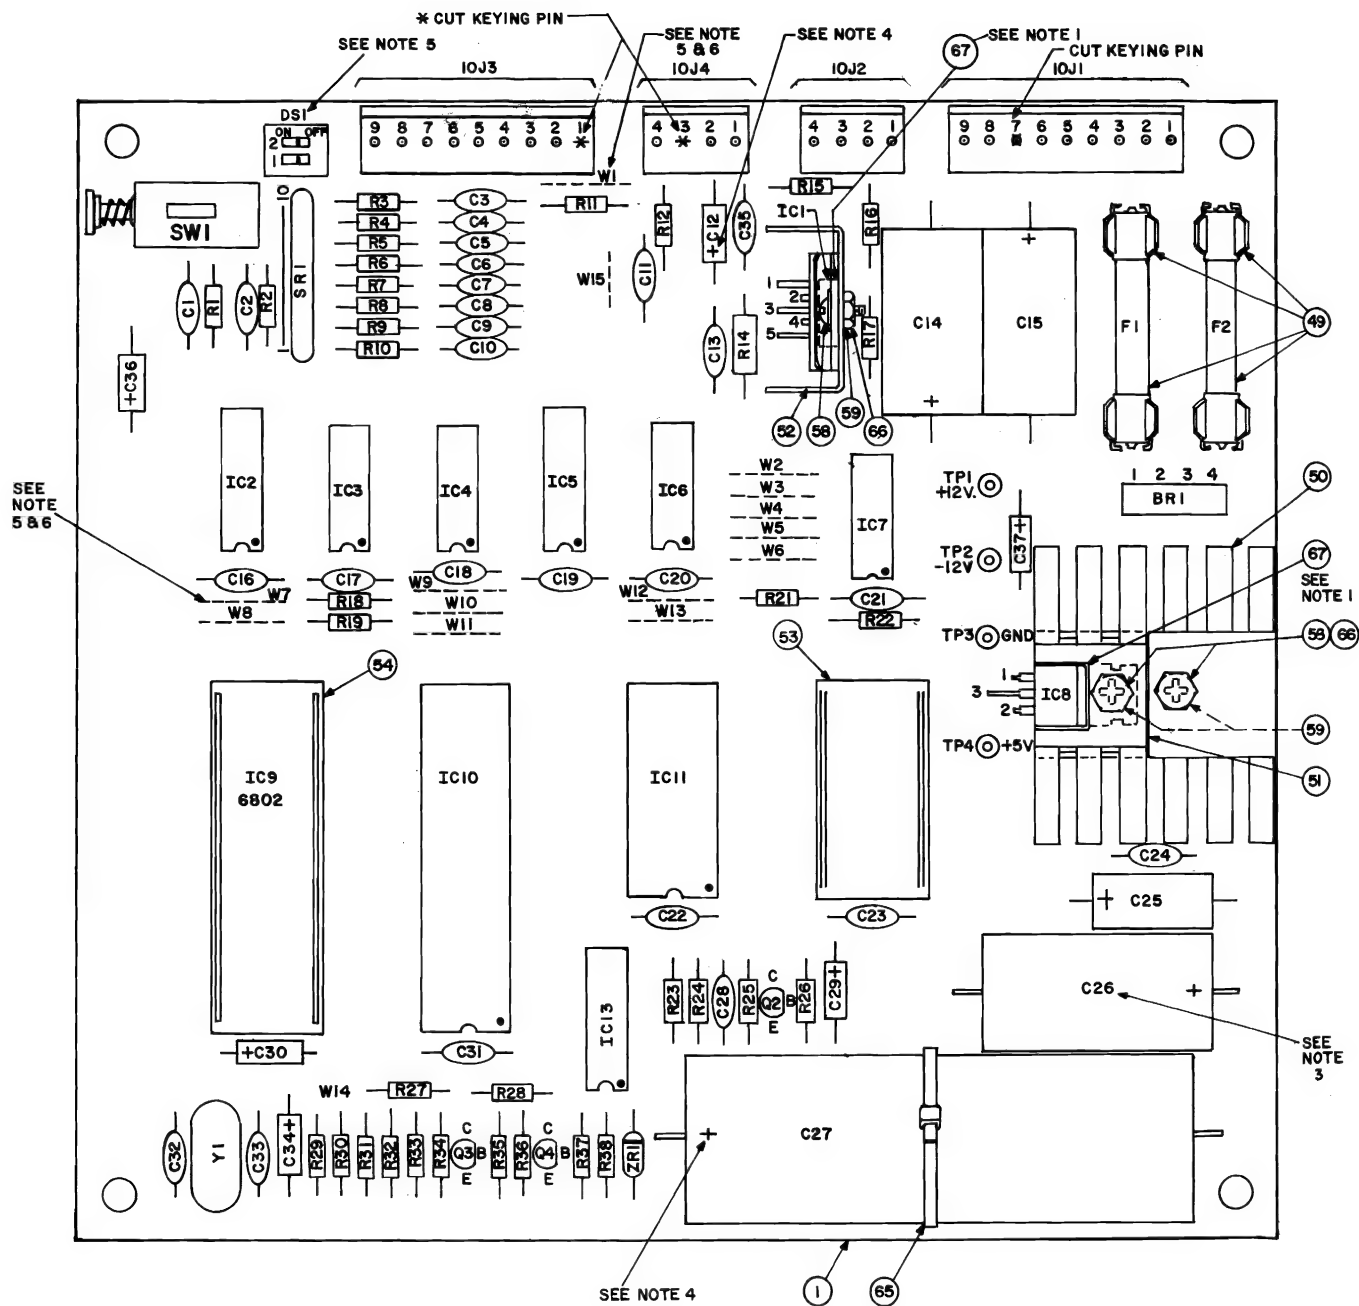 * CUT KEYING PIN
SEE NOTE 5
SEE NOTE
5 & 6
SEE NOTE 4
67
SEE NOTE 1
CUT KEYING PIN
10J3
10J4
10J2
10J1
DS1
ON OFF
2
1
9 8 7 6 5 4 3 2 1
4 3 2 1
4 3 2 1
9 8 7 6 5 4 3 2 1
SW1
10
SR1
1
W1
R3
R4
R5
R6
R7
R8
R9
R10
C3
C4
C5
C6
C7
C8
C9
C10
R11
R12
+C12
C35
R15
IC1
R16
W15
C11
C13
R14
1
2
3
4
5
R17
C14
+
C15
+
F1
F2
49
C1
R1
C2
R2
+C36
52
58
59
66
IC2
IC3
IC4
IC5
IC6
W2
W3
W4
W5
W6
IC7
TP1
+12V.
TP2
-12V
C37+
1 2 3 4
BR1
50
67
SEE
NOTE 1
SEE
NOTE
5 & 6
C16
C17
C18
C19
C20
W7
W8
R18
R19
W9
W10
W11
W12
W13
R21
C21
R22
TP3 GND
58 66
54
53
1
3
2
IC8
TP4 +5V
59
51
IC9
6802
IC10
IC11
C22
C23
C24
+ C25
C26 +
SEE
NOTE
3
IC13
R23
R24
C28
R25
C
Q2 B
E
R26
C29+
+C30
C31
W14
R27
R28
C32
Y1
C33
C34+
R29
R30
R31
R32
R33
R34
C
Q3 B
E
R35
R36
C
Q4 B
E
R37
R38
ZR1
+ C27
SEE NOTE 4
1
65